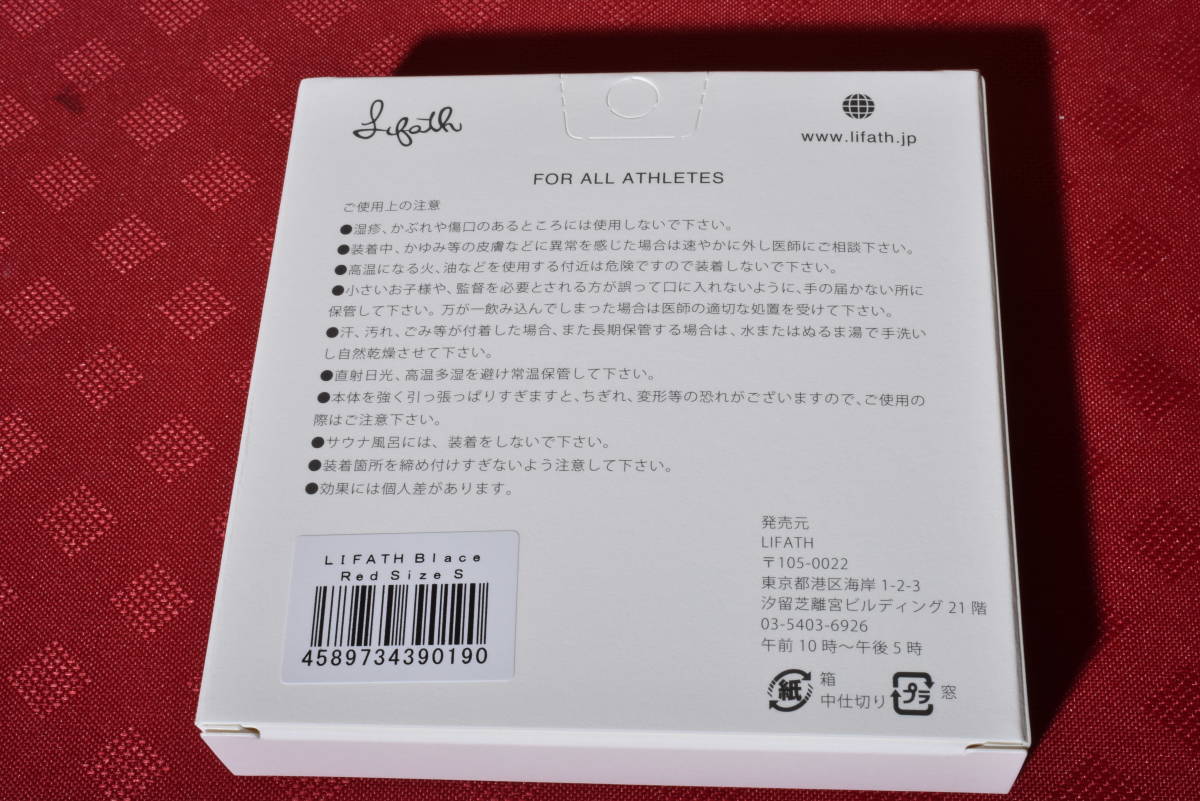 Lifath
www.lifath.jp
FOR ALL ATHLETES
ご使用上の注意
●湿疹、かぶれや傷口のあるところには使用しないで下さい。
●装着中、かゆみ等の皮膚などに異常を感じた場合は速やかに外し医師にご相談下さい。
●高温になる火、油などを使用する付近は危険ですので装着しないで下さい。
●小さいお子様や、監督を必要とされる方が誤って口に入れないように、手の届かない所に
保管して下さい。万が一飲み込んでしまった場合は医師の適切な処置を受けて下さい。
●汗、汚れ、ごみ等が付着した場合、また長期保管する場合は、水またはぬるま湯で手洗い
し自然乾燥させて下さい。
●直射日光、高温多湿を避け常温保管して下さい。
●本体を強く引っ張っぱりすぎますと、ちぎれ、変形等の恐れがございますので、ご使用の
際はご注意下さい。
●サウナ風呂には、装着をしないで下さい。
●装着箇所を締め付けすぎないよう注意して下さい。
●効果には個人差があります。
LIFATH Blace
Red Size S
4589734390190
発売元
LIFATH
〒105-0022
東京都港区海岸 1-2-3
汐留芝離宮ビルディング 21 階
03-5403-6926
午前 10 時～午後 5 時
紙 箱
中仕切り
プラ 窓